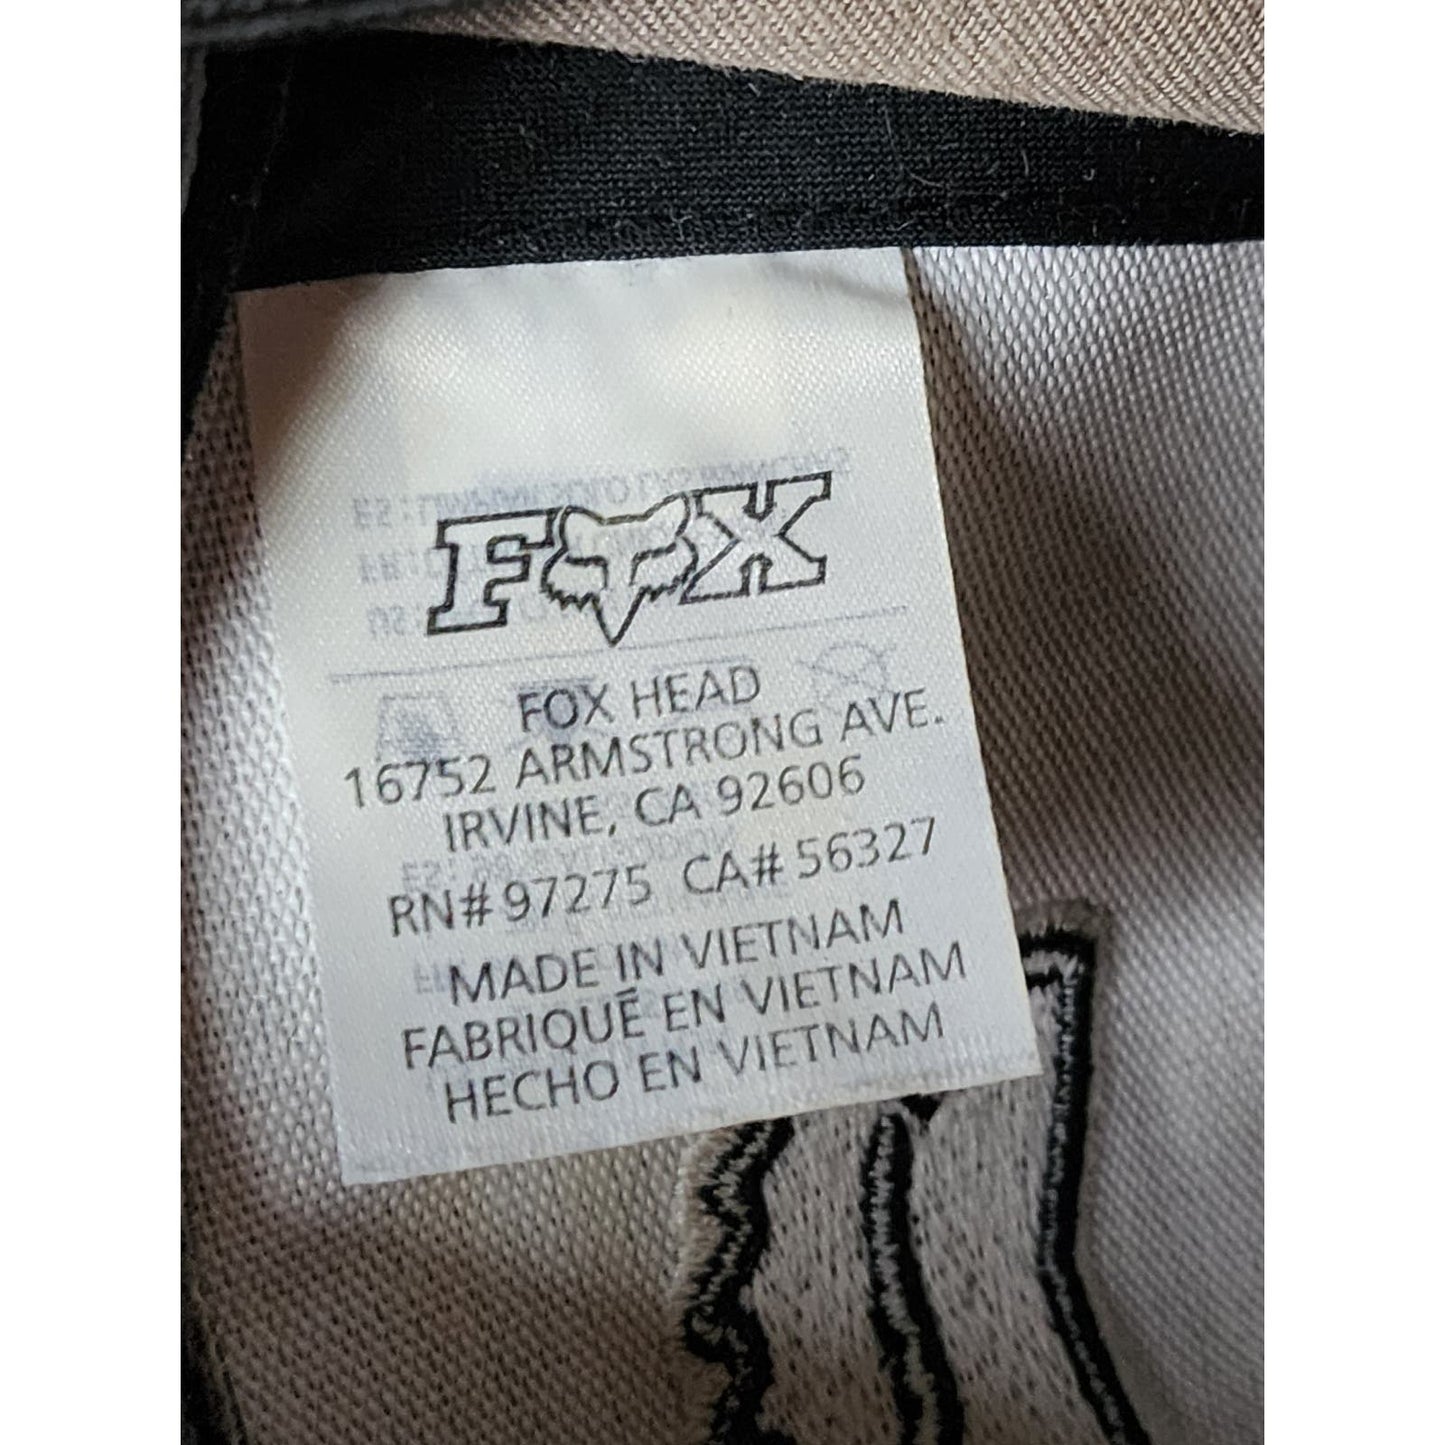 FOX
FOX HEAD
16752 ARMSTRONG AVE.
IRVINE, CA 92606
RN# 97275 CA# 56327
MADE IN VIETNAM
FABRIQUÉ EN VIETNAM
HECHO EN VIETNAM